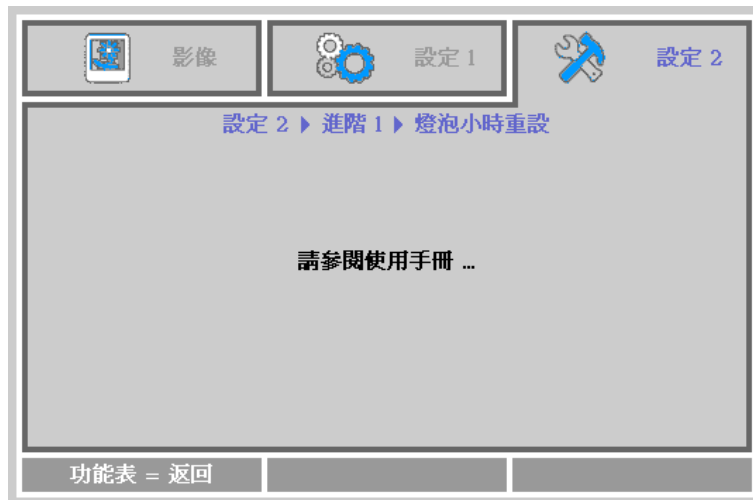 影像
設定 1
設定 2
設定 2 ▶ 進階 1 ▶ 燈泡小時重設
請參閱使用手冊 ...
功能表 = 返回